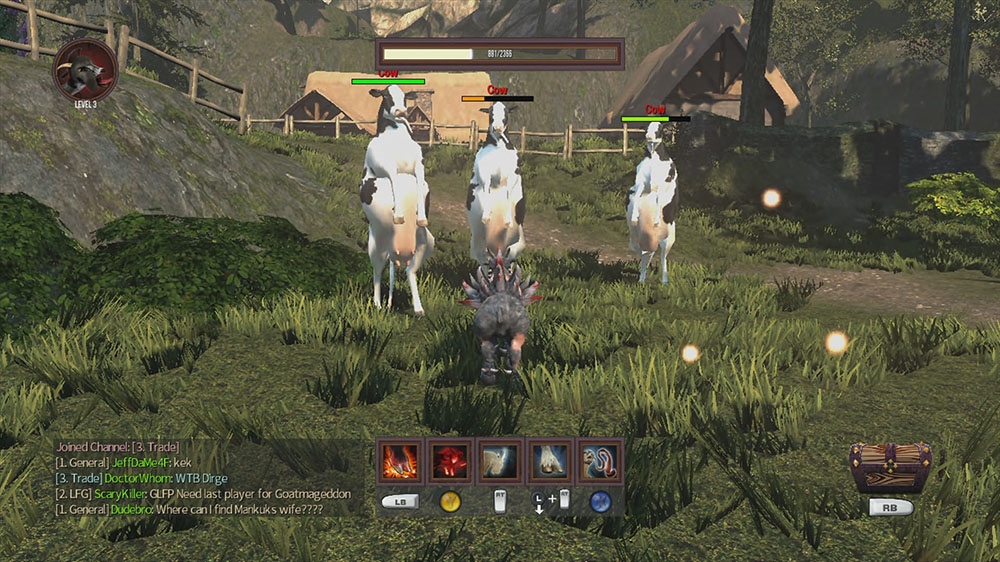 881/2386
Cow
Cow
Cow
LEVEL 3
Joined Channel: [3. Trade]
[1. General] JeffDaMe4F: kek
[3. Trade] DoctorWhom: WTB Dirge
[2. LFG] ScaryKiller: GLFP Need last player for Goatmageddon
[1. General] Dudebro: Where can I find Mankuks wife????
LB
RT
L + RT
RB